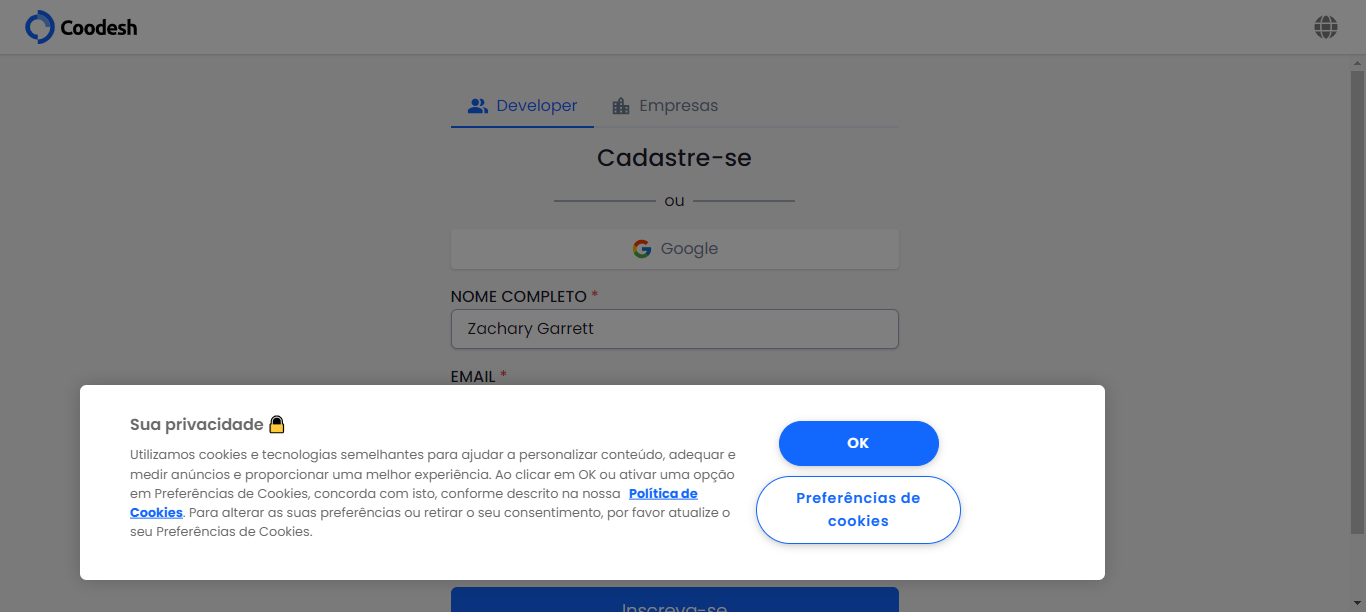 Coodesh
Developer
Empresas
Cadastre-se
ou
Google
NOME COMPLETO *
Zachary Garrett
EMAIL *
Sua privacidade
Utilizamos cookies e tecnologias semelhantes para ajudar a personalizar conteúdo, adequar e
medir anúncios e proporcionar uma melhor experiência. Ao clicar em OK ou ativar uma opção
em Preferências de Cookies, concorda com isto, conforme descrito na nossa Política de
Cookies. Para alterar as suas preferências ou retirar o seu consentimento, por favor atualize o
seu Preferências de Cookies.
OK
Preferências de
cookies
Inscreva-se